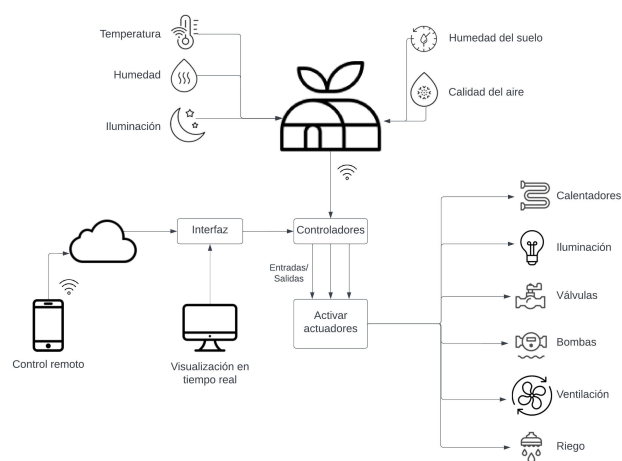 Temperatura
Humedad
Iluminación
Humedad del suelo
Calidad del aire
Interfaz
Controladores
Entradas/
Salidas
Activar
actuadores
Control remoto
Visualización en
tiempo real
Calentadores
Iluminación
Válvulas
Bombas
Ventilación
Riego